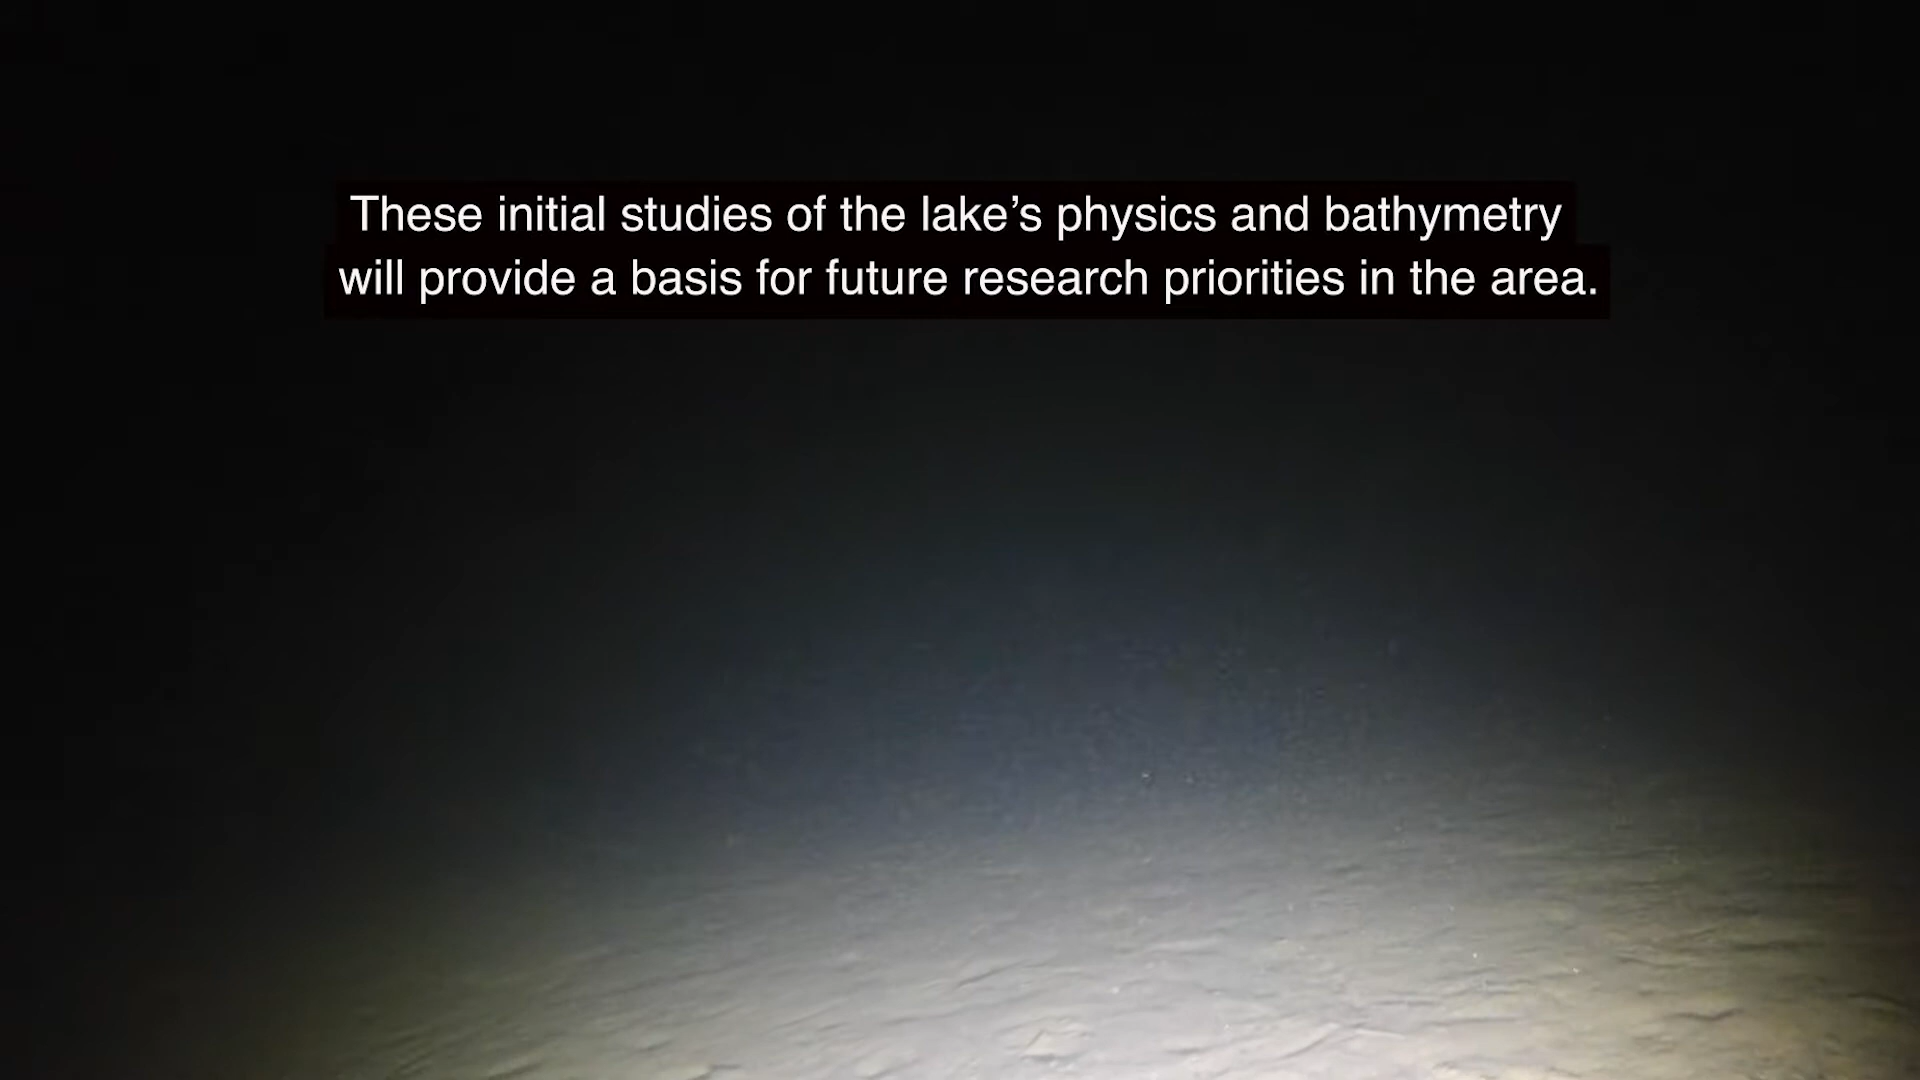 These initial studies of the lake’s physics and bathymetry
will provide a basis for future research priorities in the area.